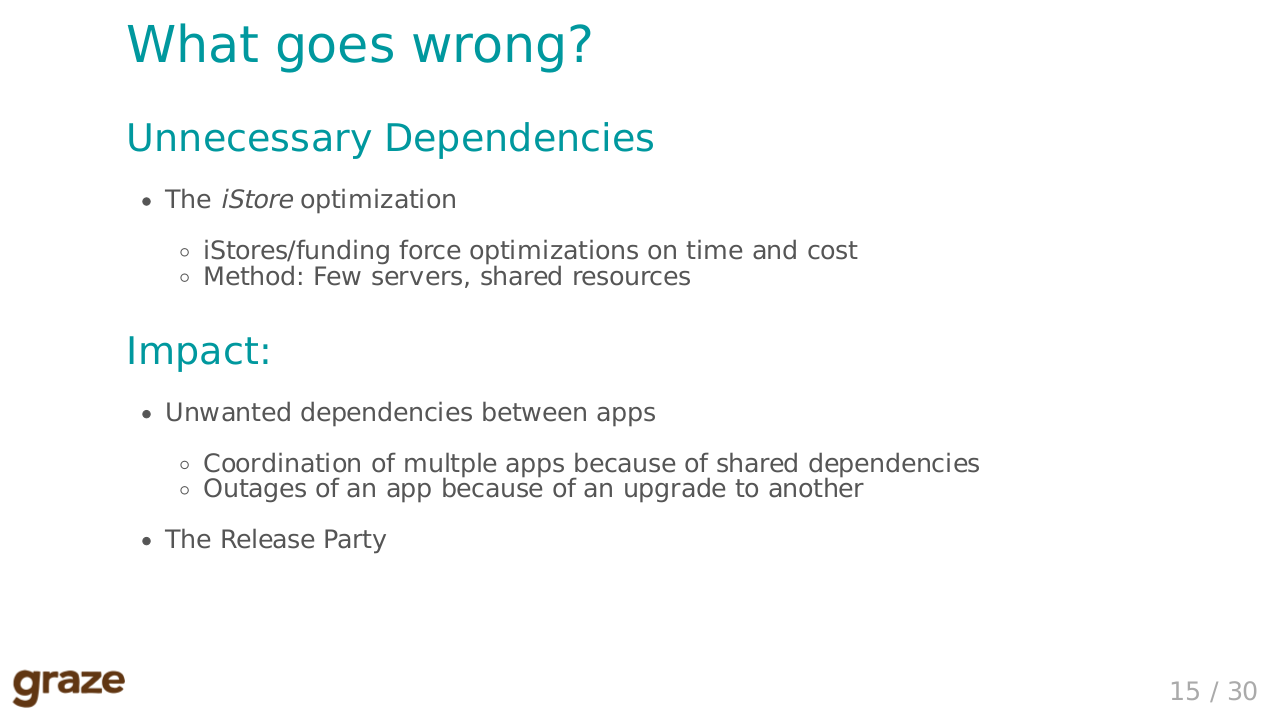 What goes wrong?
Unnecessary Dependencies
The iStore optimization
iStores/funding force optimizations on time and cost
Method: Few servers, shared resources
Impact:
Unwanted dependencies between apps
Coordination of multple apps because of shared dependencies
Outages of an app because of an upgrade to another
The Release Party
graze
15 / 30